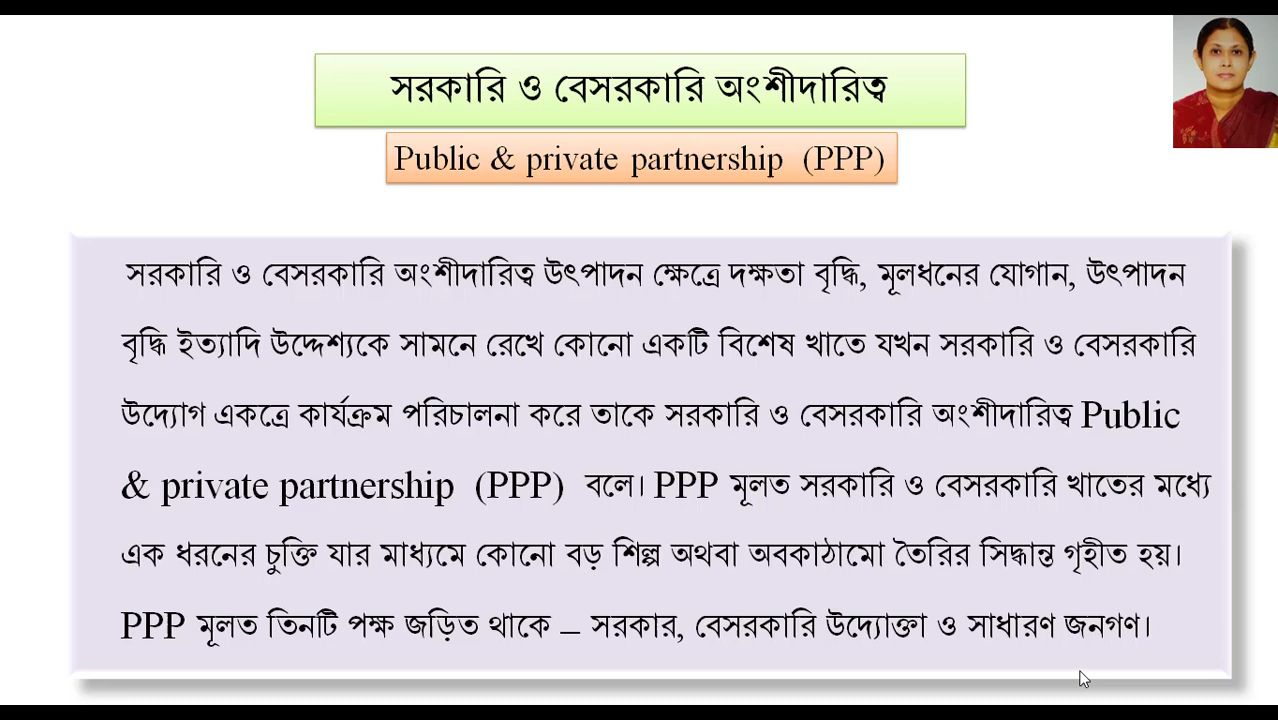 সরকারি ও বেসরকারি অংশীদারিত্ব
Public & private partnership (PPP)
সরকারি ও বেসরকারি অংশীদারিত্ব উৎপাদন ক্ষেত্রে দক্ষতা বৃদ্ধি, মূলধনের যোগান, উৎপাদন
বৃদ্ধি ইত্যাদি উদ্দেশ্যকে সামনে রেখে কোনো একটি বিশেষ খাতে যখন সরকারি ও বেসরকারি
উদ্যোগ একত্রে কার্যক্রম পরিচালনা করে তাকে সরকারি ও বেসরকারি অংশীদারিত্ব Public
& private partnership (PPP) বলে। PPP মূলত সরকারি ও বেসরকারি খাতের মধ্যে
এক ধরনের চুক্তি যার মাধ্যমে কোনো বড় শিল্প অথবা অবকাঠামো তৈরির সিদ্ধান্ত গৃহীত হয়।
PPP মূলত তিনটি পক্ষ জড়িত থাকে – সরকার, বেসরকারি উদ্যোক্তা ও সাধারণ জনগণ।